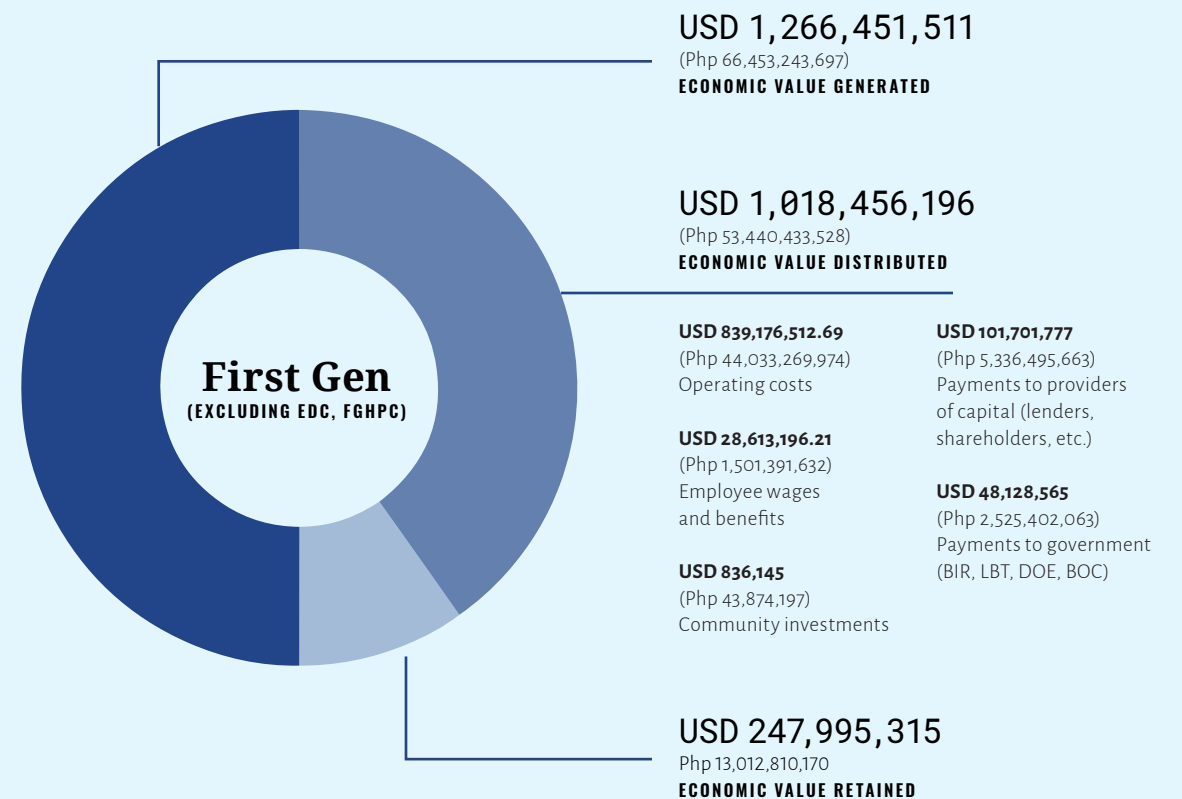 USD 1,266,451,511
(Php 66,453,243,697)
ECONOMIC VALUE GENERATED
USD 1,018,456,196
(Php 53,440,433,528)
ECONOMIC VALUE DISTRIBUTED
First Gen
(EXCLUDING EDC, FGHPC)
USD 839,176,512.69
(Php 44,033,269,974)
Operating costs
USD 28,613,196.21
(Php 1,501,391,632)
Employee wages
and benefits
USD 836,145
(Php 43,874,197)
Community investments
USD 101,701,777
(Php 5,336,495,663)
Payments to providers
of capital (lenders,
shareholders, etc.)
USD 48,128,565
(Php 2,525,402,063)
Payments to government
(BIR, LBT, DOE, BOC)
USD 247,995,315
Php 13,012,810,170
ECONOMIC VALUE RETAINED